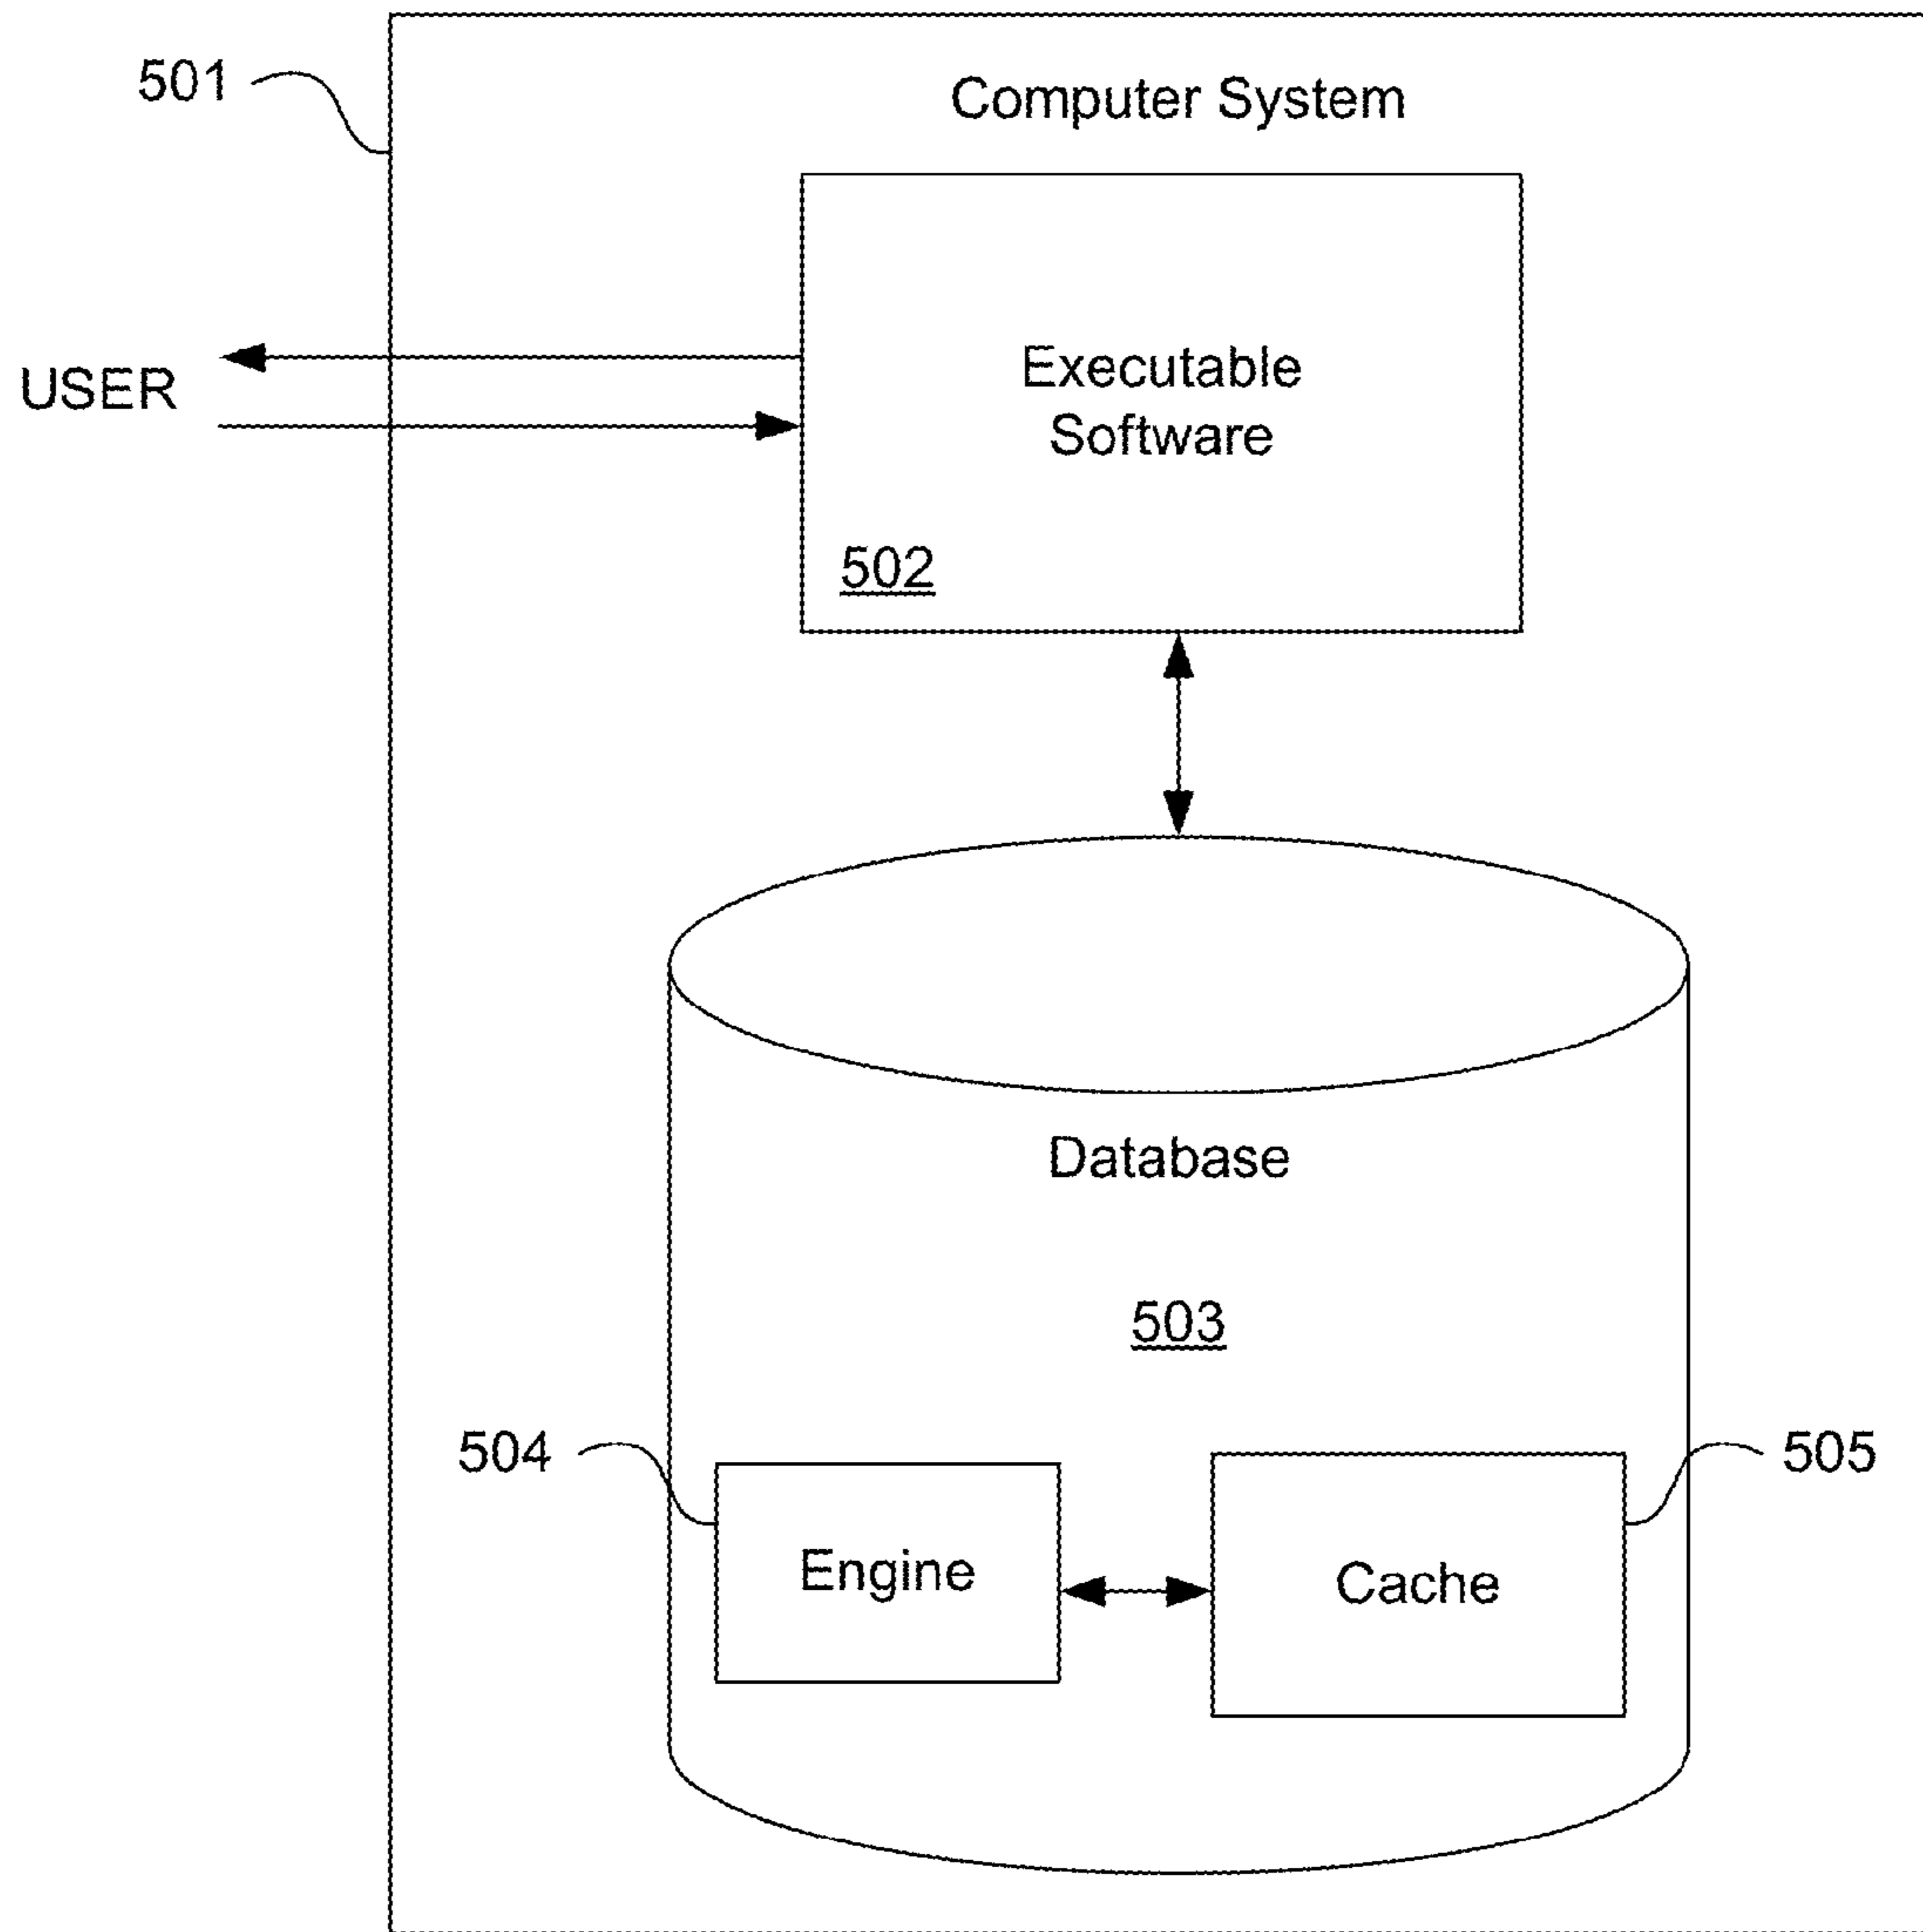 501
Computer System
USER
Executable
Software
502
Database
503
504
505
Engine
Cache